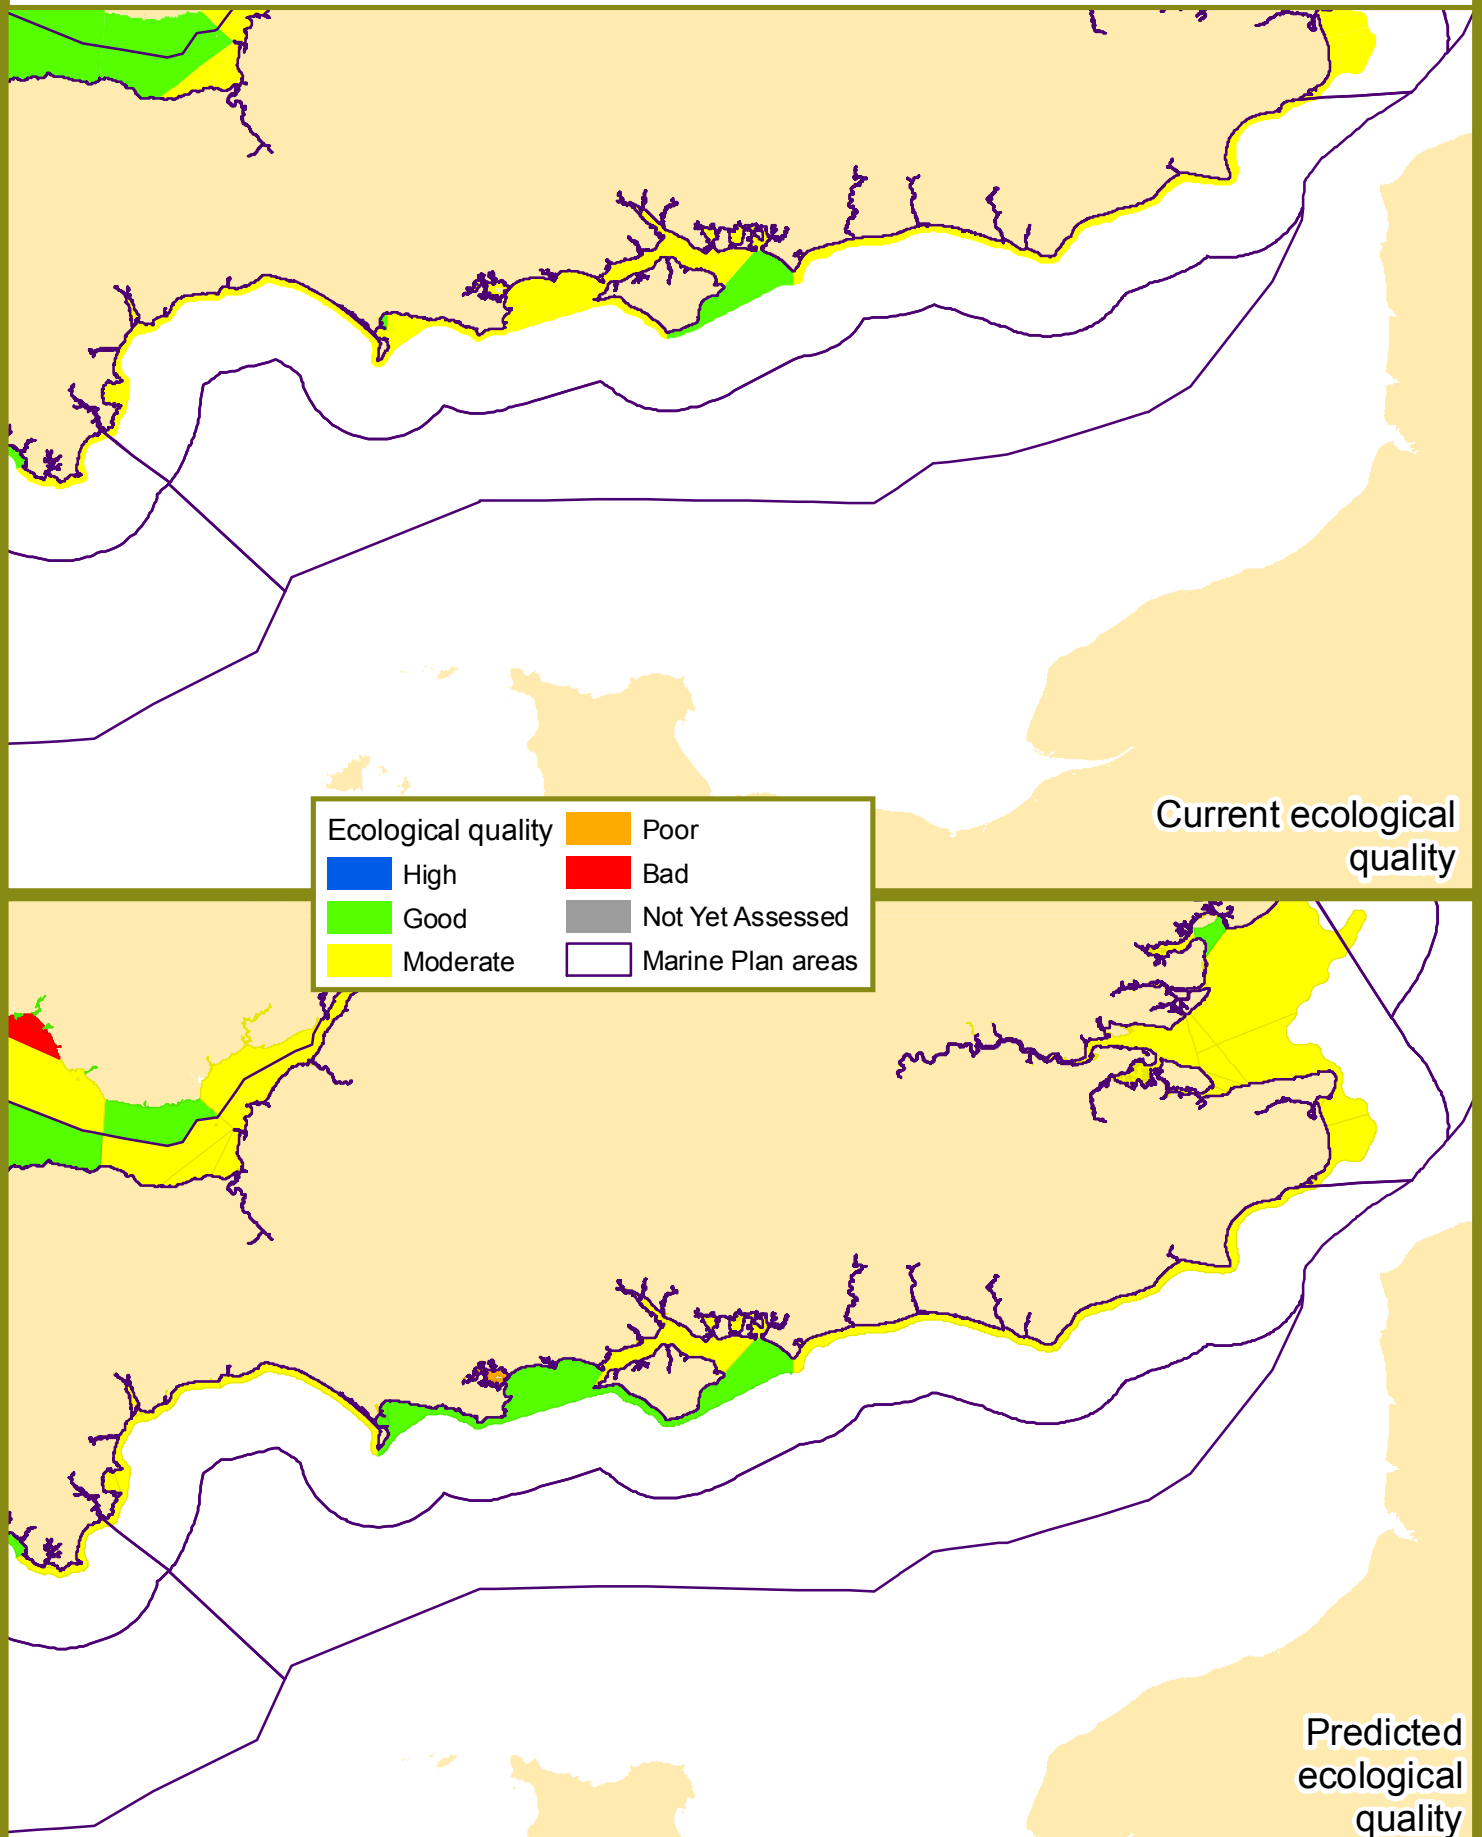 Current ecological
quality
Ecological quality
High
Good
Moderate
Poor
Bad
Not Yet Assessed
Marine Plan areas
Predicted
ecological
quality